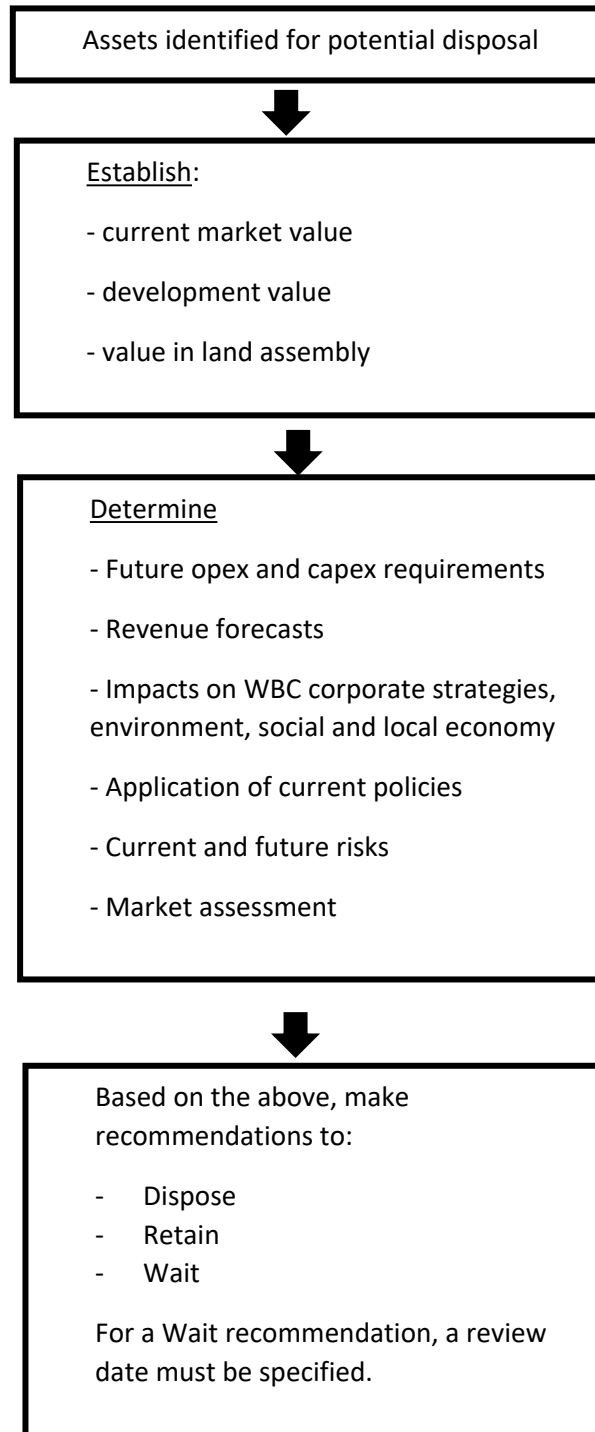 Assets identified for potential disposal
Establish:
- current market value
- development value
- value in land assembly
Determine
- Future opex and capex requirements
- Revenue forecasts
- Impacts on WBC corporate strategies,
environment, social and local economy
- Application of current policies
- Current and future risks
- Market assessment
Based on the above, make
recommendations to:
- Dispose
- Retain
- Wait
For a Wait recommendation, a review
date must be specified.